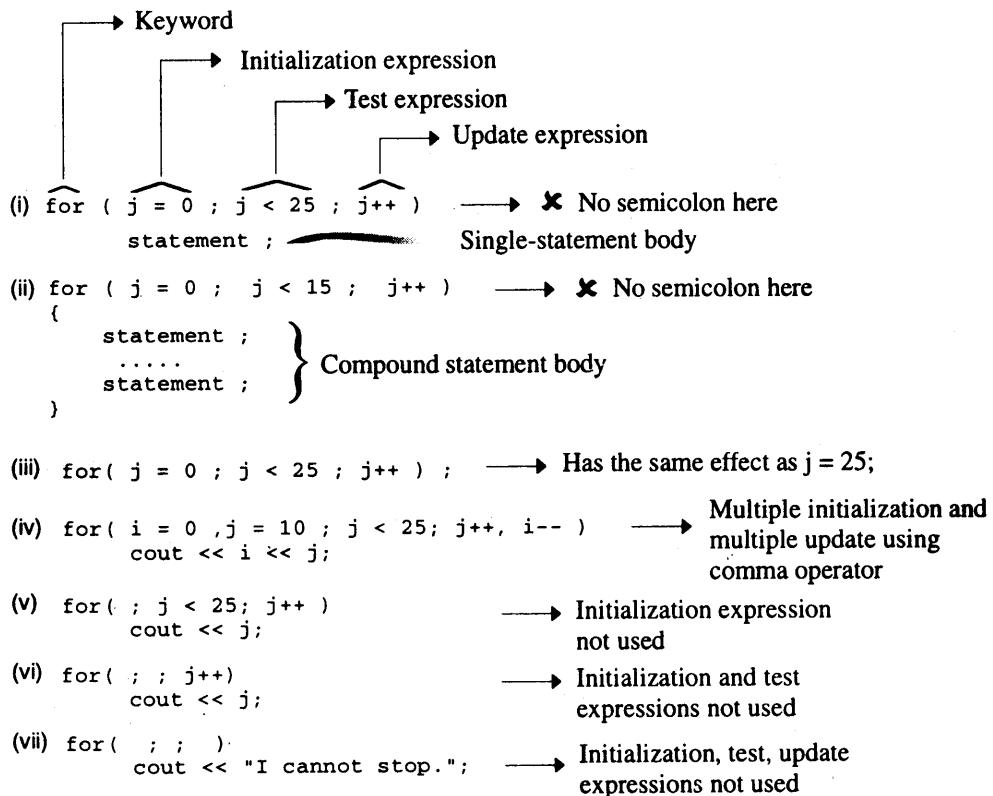 Keyword
Initialization expression
Test expression
Update expression
(i) for ( j = 0 ; j < 25 ; j++ ) ✘ No semicolon here
statement ; Single-statement body
(ii) for ( j = 0 ; j < 15 ; j++ ) ✘ No semicolon here
{
statement ;
.....
statement ;
} Compound statement body
}
(iii) for( j = 0 ; j < 25 ; j++ ) ; Has the same effect as j = 25;
(iv) for( i = 0 ,j = 10 ; j < 25; j++, i-- )
cout << i << j;
Multiple initialization and
multiple update using
comma operator
(v) for( ; j < 25; j++ )
cout << j;
Initialization expression
not used
(vi) for( ; ; j++)
cout << j;
Initialization and test
expressions not used
(vii) for( ; ; )
cout << "I cannot stop.";
Initialization, test, update
expressions not used